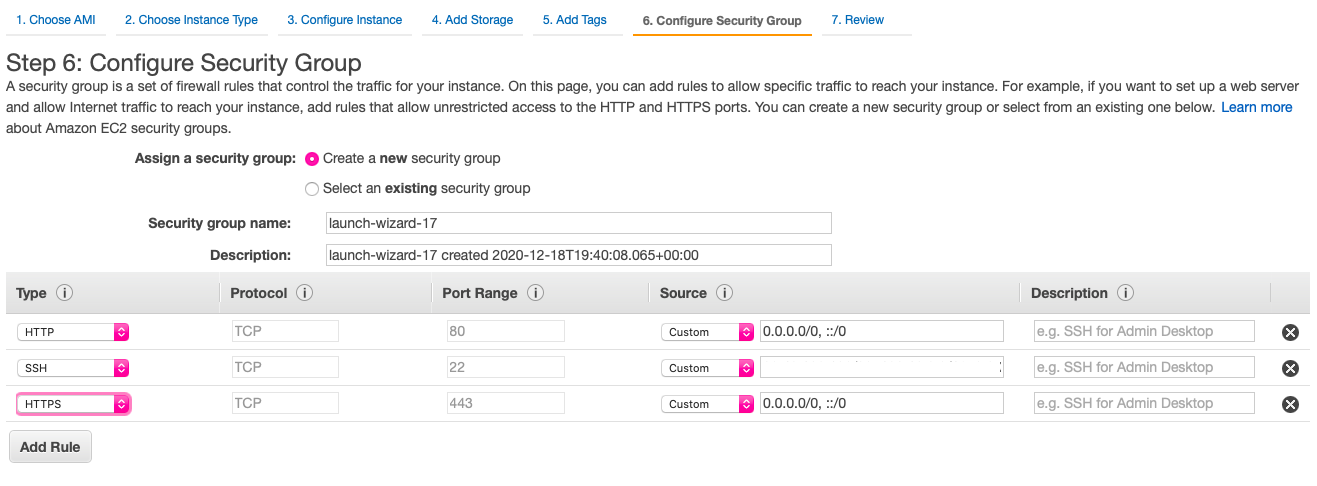 1. Choose AMI 2. Choose Instance Type 3. Configure Instance 4. Add Storage 5. Add Tags 6. Configure Security Group 7. Review
Step 6: Configure Security Group
A security group is a set of firewall rules that control the traffic for your instance. On this page, you can add rules to allow specific traffic to reach your instance. For example, if you want to set up a web server
and allow Internet traffic to reach your instance, add rules that allow unrestricted access to the HTTP and HTTPS ports. You can create a new security group or select from an existing one below. Learn more
about Amazon EC2 security groups.
Assign a security group: Create a new security group
Select an existing security group
Security group name: launch-wizard-17
Description: launch-wizard-17 created 2020-12-18T19:40:08.065+00:00
Type i Protocol i Port Range i Source i Description i
HTTP TCP 80 Custom 0.0.0.0/0, ::/0 e.g. SSH for Admin Desktop
SSH TCP 22 Custom e.g. SSH for Admin Desktop
HTTPS TCP 443 Custom 0.0.0.0/0, ::/0 e.g. SSH for Admin Desktop
Add Rule